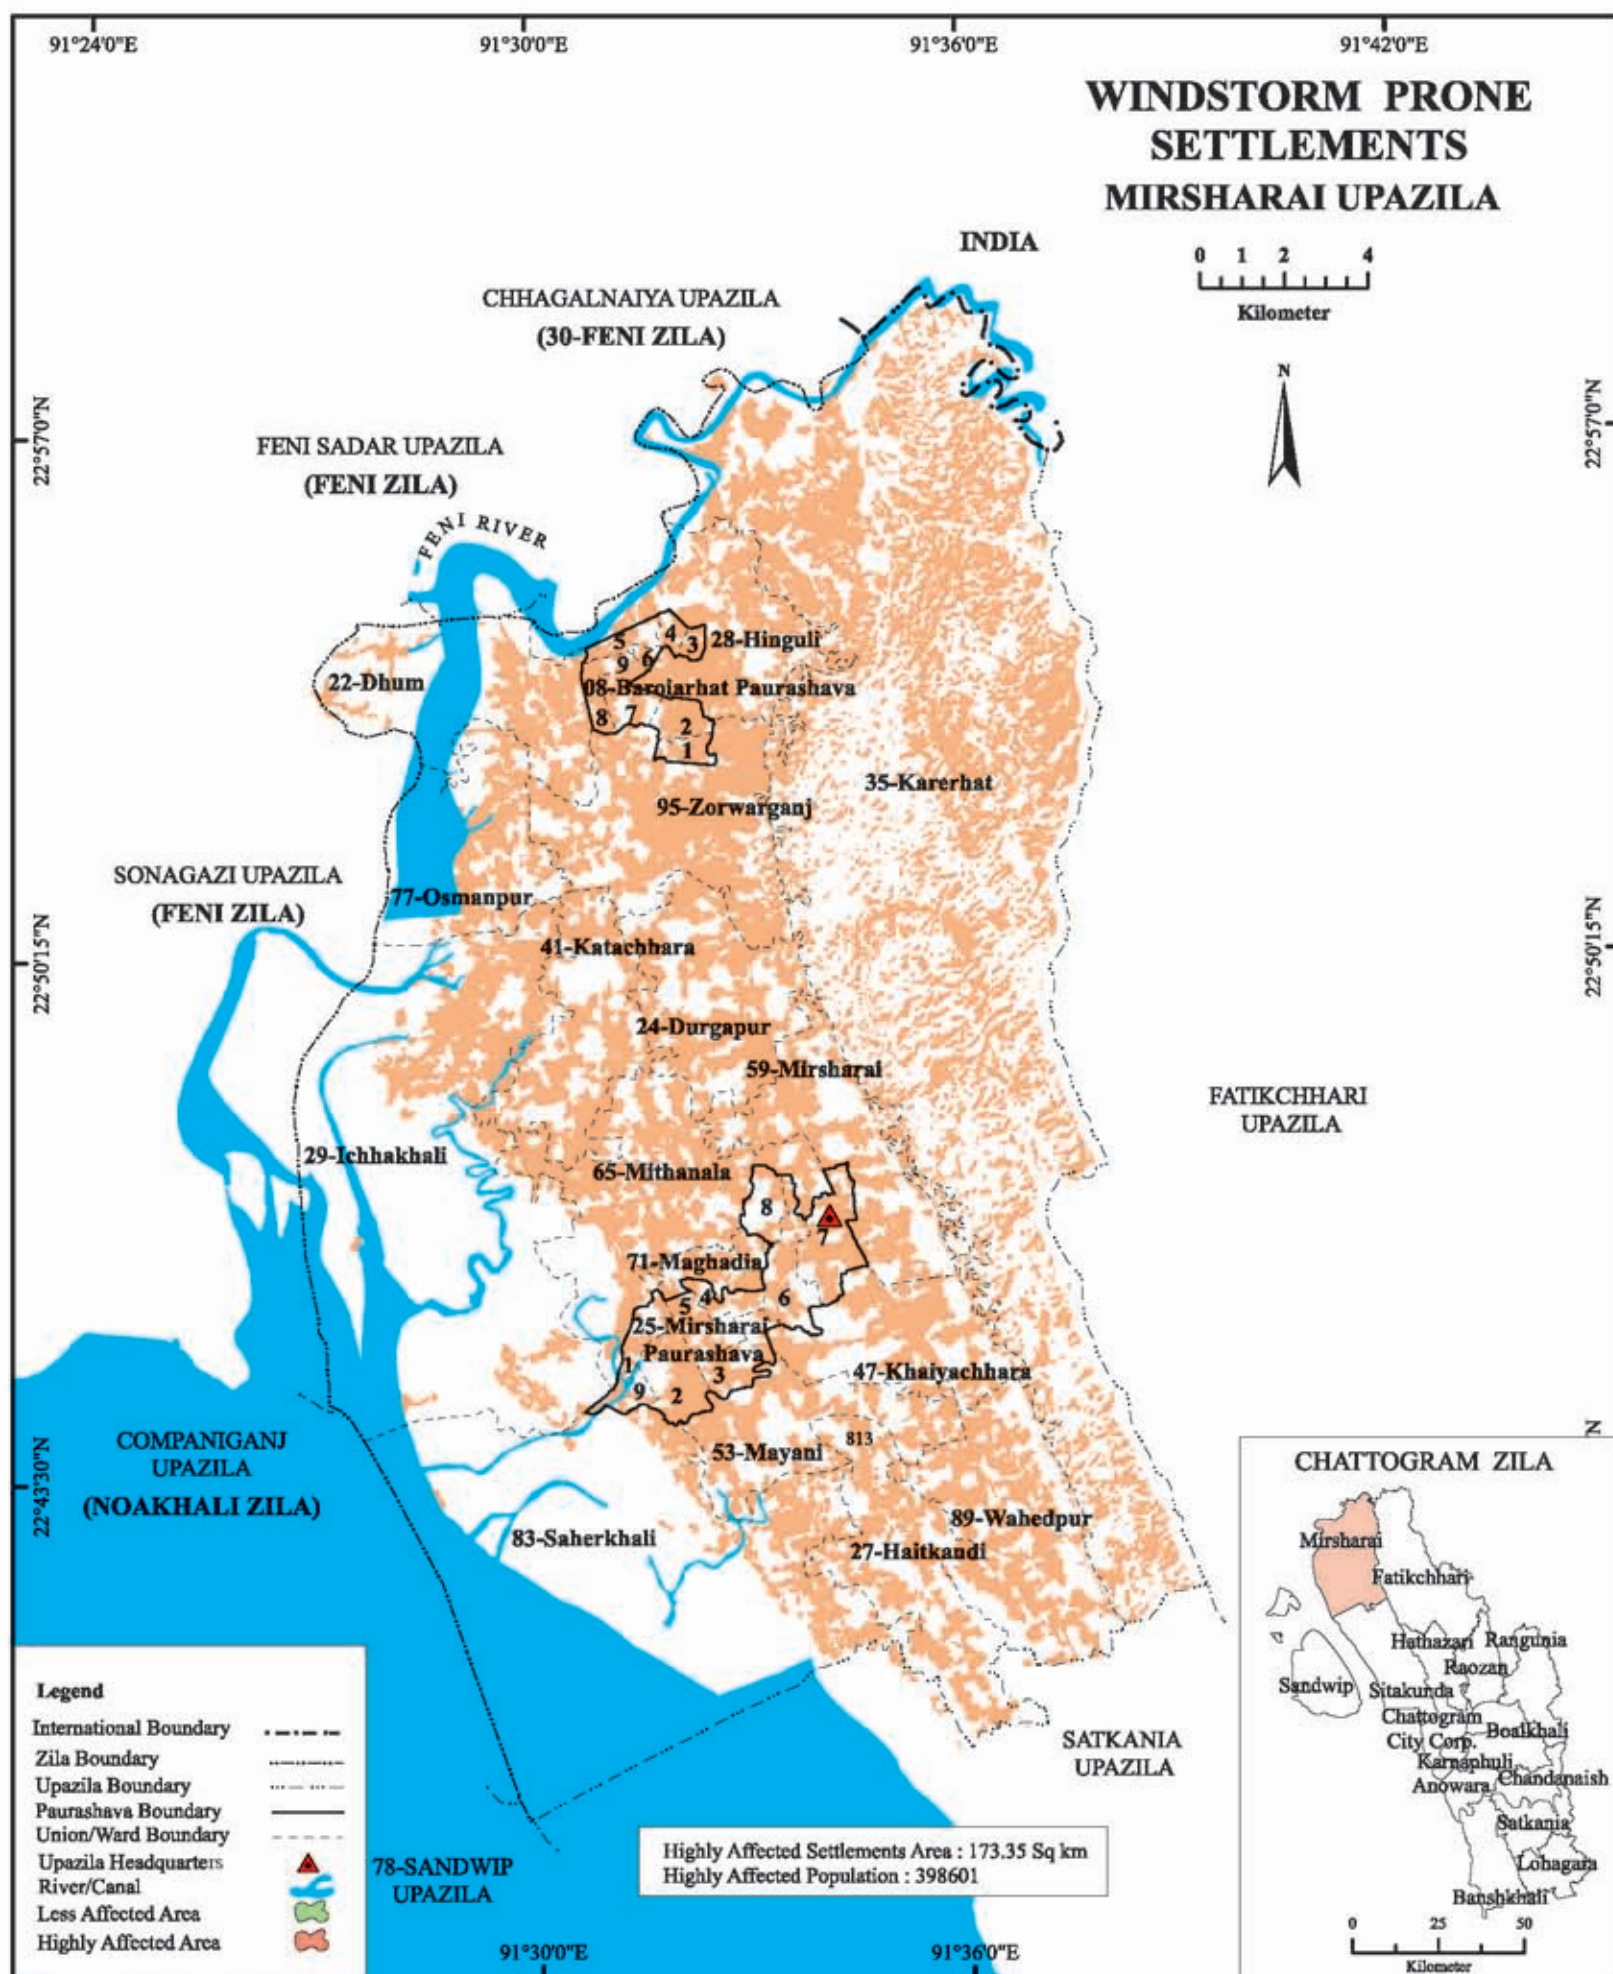 91°24'0"E
91°30'0"E
91°36'0"E
91°42'0"E
WINDSTORM PRONE
SETTLEMENTS
MIRSHARAI UPAZILA
INDIA
0 1 2 4
Kilometer
N
CHHAGALNAIYA UPAZILA
(30-FENI ZILA)
22°57'0"N
22°57'0"N
FENI SADAR UPAZILA
(FENI ZILA)
FENI RIVER
4
5
3
28-Hinguli
9
6
22-Dhum
08-Baroiarhat Paurashava
8
7
2
1
35-Karerhat
95-Zorwarganj
SONAGAZI UPAZILA
(FENI ZILA)
77-Osmanpur
22°50'15"N
22°50'15"N
41-Katachhara
24-Durgapur
59-Mirsharai
FATIKCHHARI
UPAZILA
29-Ichhakhali
65-Mithanala
8
7
71-Maghadia
5
4
6
25-Mirsharai
Paurashava
1
3
9
2
47-Khaiyachhara
COMPANIGANJ
UPAZILA
(NOAKHALI ZILA)
22°43'30"N
N
53-Mayani
813
83-Saherkhali
89-Wahedpur
27-Haitkandi
CHATTOGRAM ZILA
Mirsharai
Fatikchhari
Hathazari
Rangunia
Raozan
Sandwip
Sitakunda
Chattogram
City Corp.
Boalkhali
Karnaphuli
Anowara
Chandanaish
Satkania
Lohagara
Banshkhali
0 25 50
Kilometer
SATKANIA
UPAZILA
Legend
International Boundary
Zila Boundary
Upazila Boundary
Paurashava Boundary
Union/Ward Boundary
Upazila Headquarters
River/Canal
Less Affected Area
Highly Affected Area
78-SANDWIP
UPAZILA
Highly Affected Settlements Area : 173.35 Sq km
Highly Affected Population : 398601
91°30'0"E
91°36'0"E